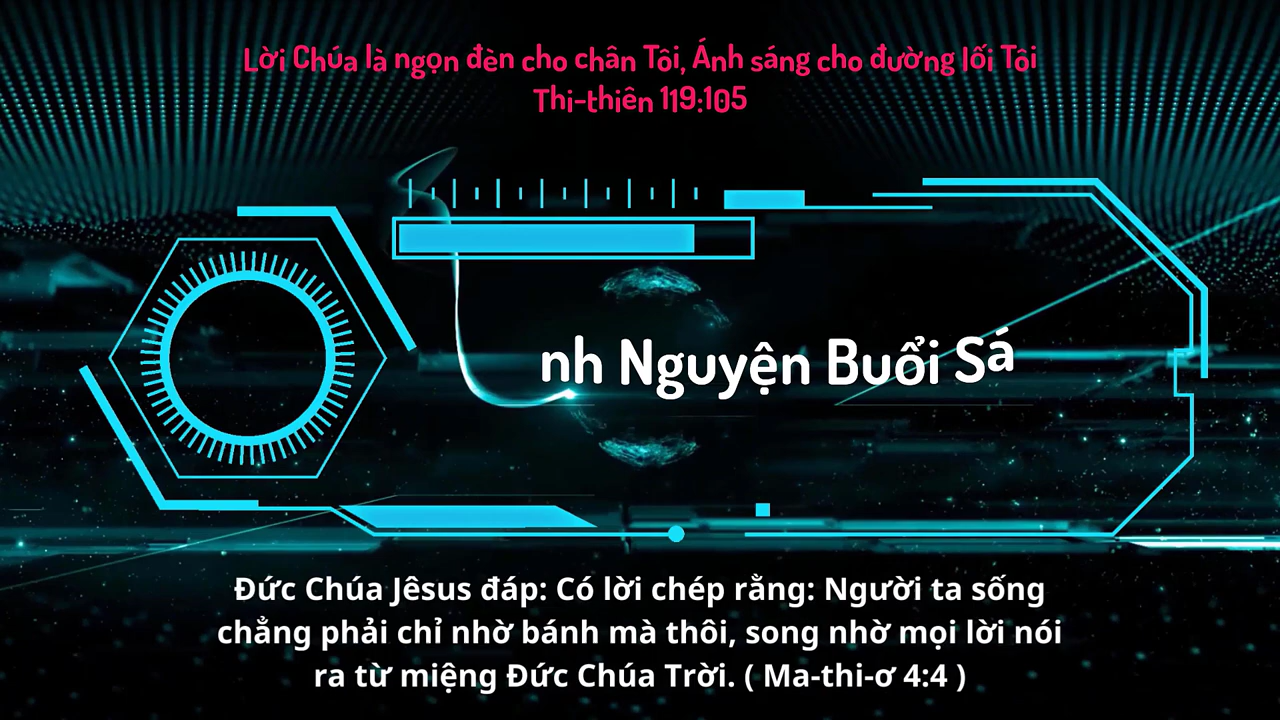 Lời Chúa là ngọn đèn cho chân Tôi, Ánh sáng cho đường lối Tôi
Thi-thiên 119:105
nh Nguyện Buổi Sá
Đức Chúa Jêsus đáp: Có lời chép rằng: Người ta sống
chẳng phải chỉ nhờ bánh mà thôi, song nhờ mọi lời nói
ra từ miệng Đức Chúa Trời. ( Ma-thi-ơ 4:4 )